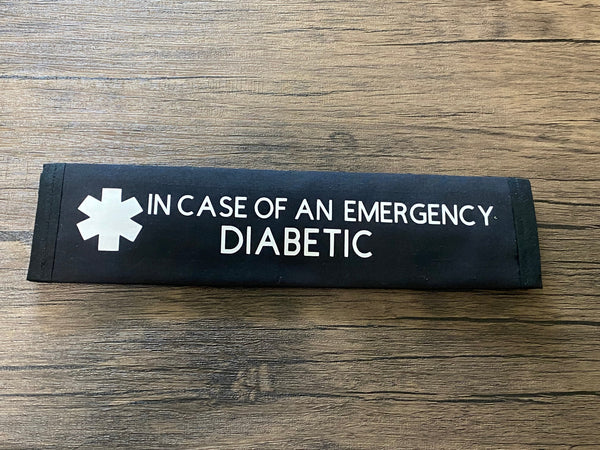 IN CASE OF AN EMERGENCY
DIABETIC